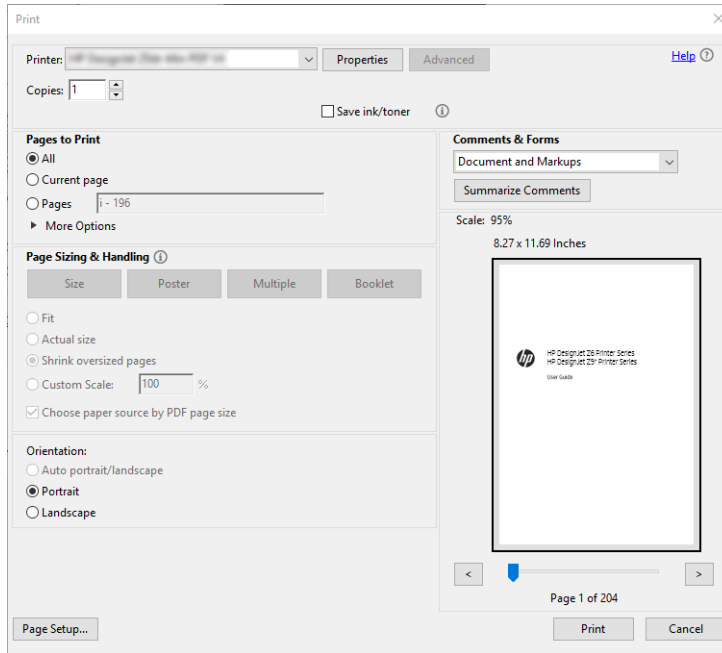 Print
Printer:
Properties
Advanced
Help
Copies: 1
Save ink/toner
Pages to Print
All
Current page
Pages i - 196
More Options
Comments & Forms
Document and Markups
Summarize Comments
Page Sizing & Handling
Size Poster Multiple Booklet
Fit
Actual size
Shrink oversized pages
Custom Scale: 100 %
Choose paper source by PDF page size
Orientation:
Auto portrait/landscape
Portrait
Landscape
Scale: 95%
8.27 x 11.69 Inches
hp
HP DesignJet Z6 Printer Series
HP DesignJet Z9⁺ Printer Series
User Guide
< >
Page 1 of 204
Page Setup...
Print
Cancel